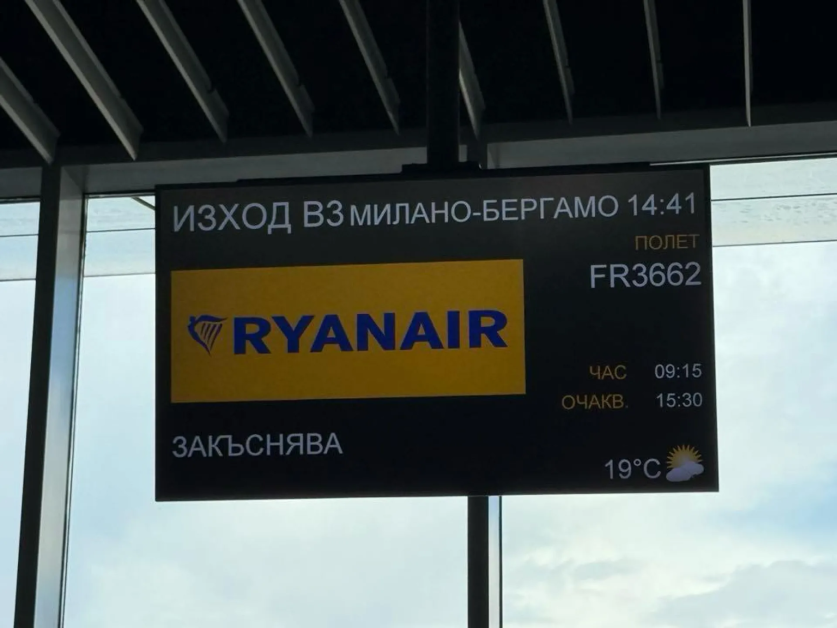 ИЗХОД B3 МИЛАНО-БЕРГАМО 14:41
ПОЛЕТ
FR3662
RYANAIR
ЧАС 09:15
ОЧАКВ. 15:30
ЗАКЪСНЯВА
19°C